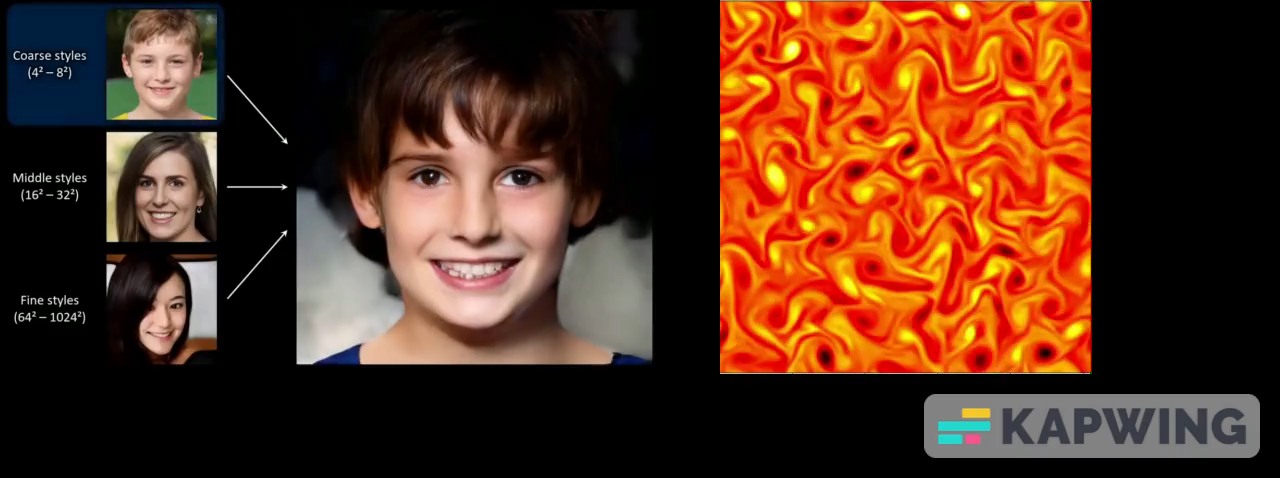 Coarse styles
(4² – 8²)
Middle styles
(16² – 32²)
Fine styles
(64² – 1024²)
KAPWING